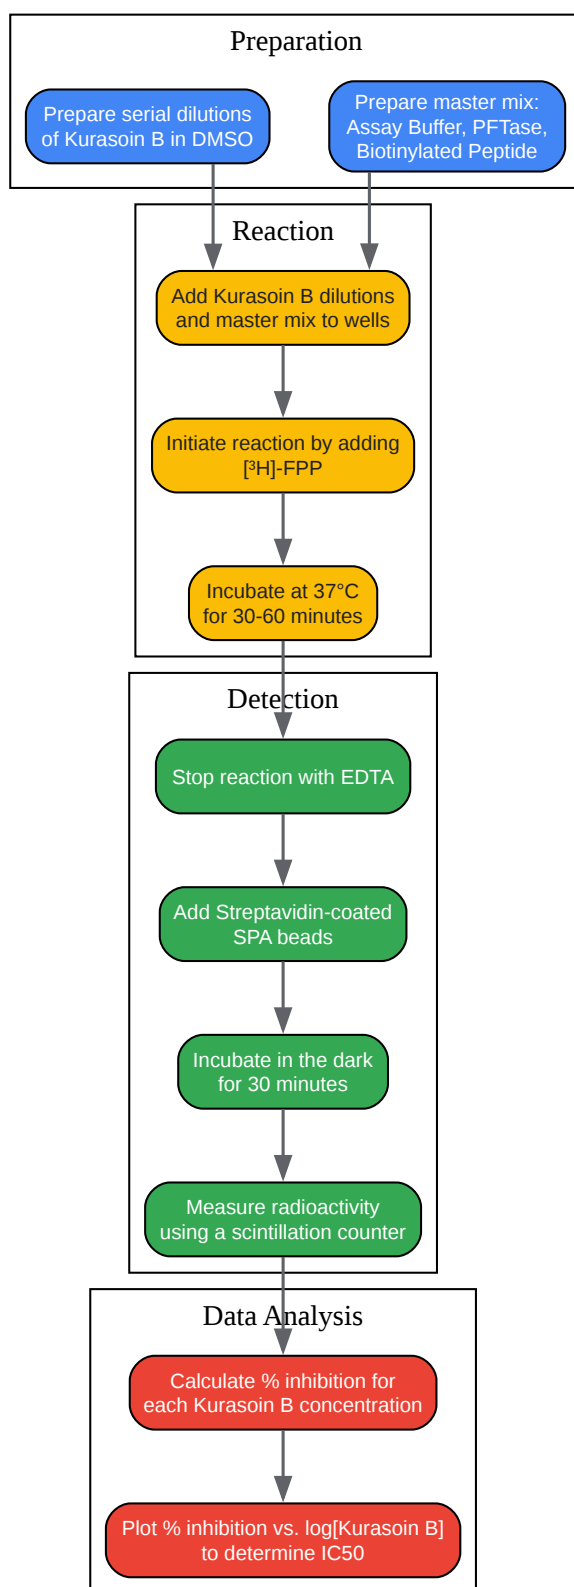 Preparation
Prepare serial dilutions
of Kurasoin B in DMSO
Prepare master mix:
Assay Buffer, PFTase,
Biotinylated Peptide
Reaction
Add Kurasoin B dilutions
and master mix to wells
Initiate reaction by adding
[³H]-FPP
Incubate at 37°C
for 30-60 minutes
Detection
Stop reaction with EDTA
Add Streptavidin-coated
SPA beads
Incubate in the dark
for 30 minutes
Measure radioactivity
using a scintillation counter
Data Analysis
Calculate % inhibition for
each Kurasoin B concentration
Plot % inhibition vs. log[Kurasoin B]
to determine IC50